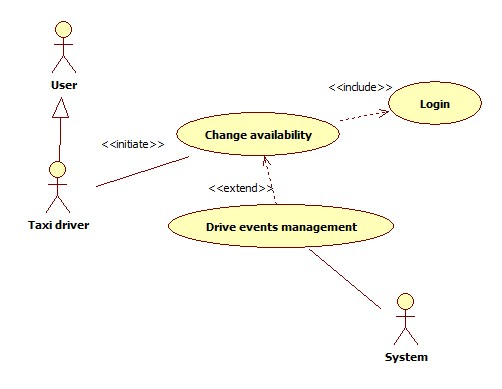 User
<<include>>
Login
Change availability
<<initiate>>
<<extend>>
Taxi driver
Drive events management
System